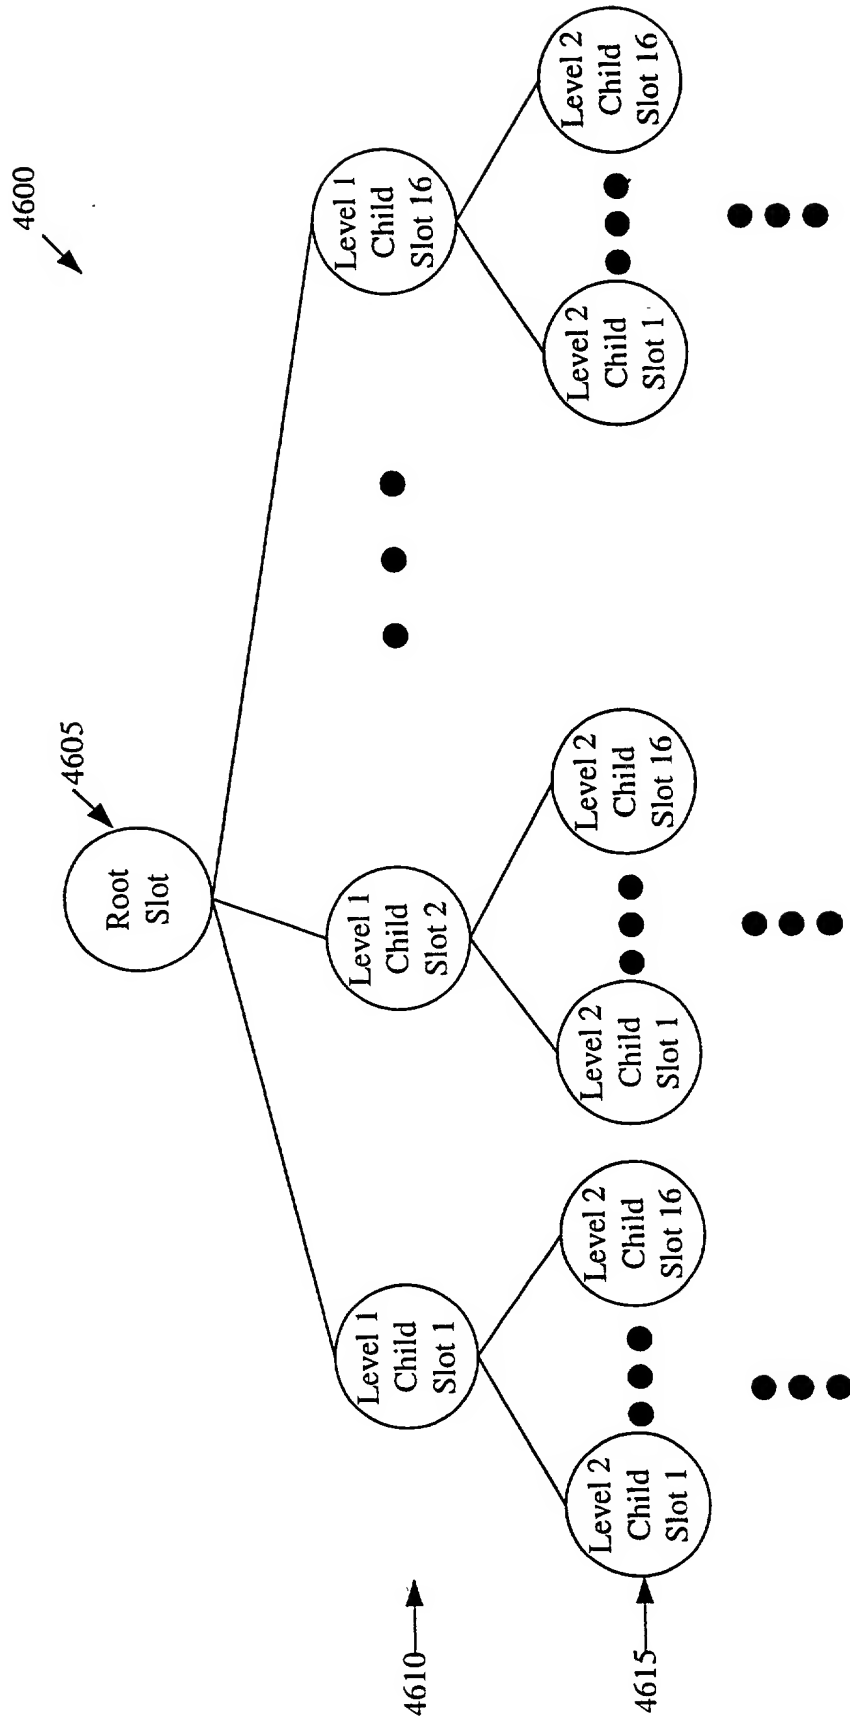 4600
4605
Root
Slot
4610
Level 1
Child
Slot 1
Level 1
Child
Slot 2
Level 1
Child
Slot 16
4615
Level 2
Child
Slot 1
Level 2
Child
Slot 16
Level 2
Child
Slot 1
Level 2
Child
Slot 16
Level 2
Child
Slot 1
Level 2
Child
Slot 16